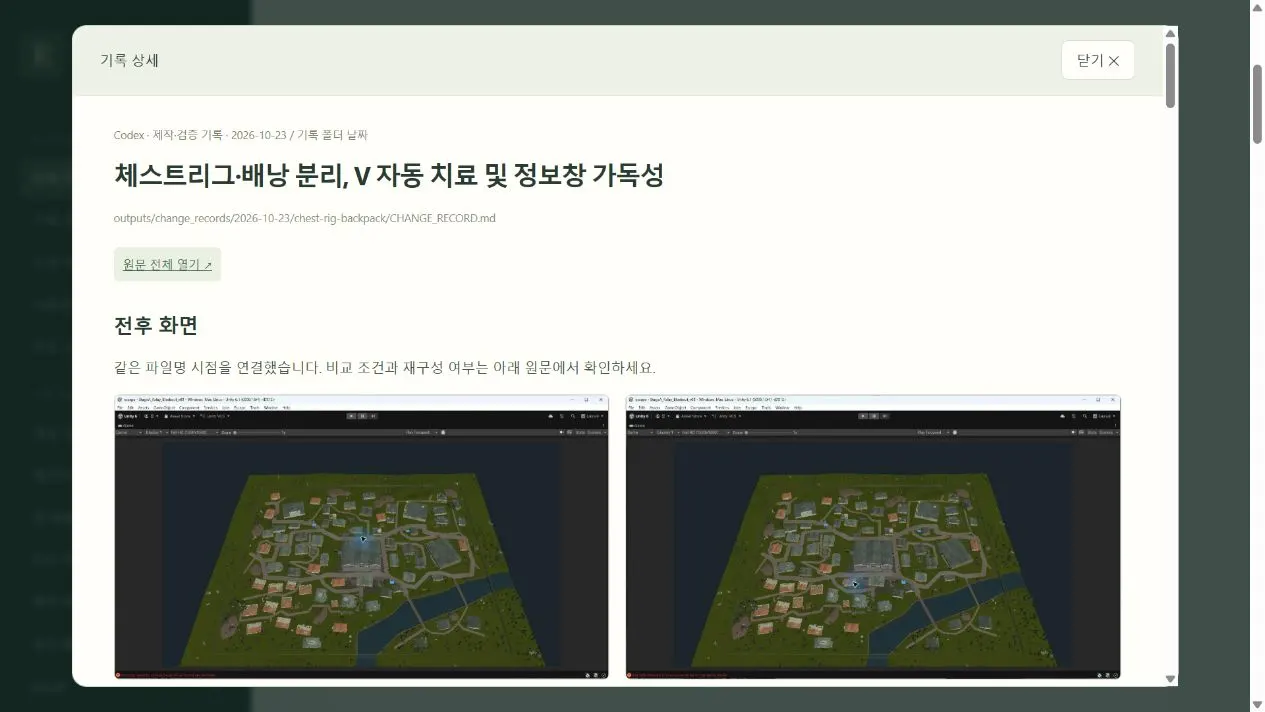 기록 상세
닫기 ×
Codex · 제작·검증 기록 · 2026-10-23 / 기록 폴더 날짜
체스트리그·배낭 분리, V 자동 치료 및 정보창 가독성
outputs/change_records/2026-10-23/chest-rig-backpack/CHANGE_RECORD.md
원문 전체 열기 ↗
전후 화면
같은 파일명 시점을 연결했습니다. 비교 조건과 재구성 여부는 아래 원문에서 확인하세요.